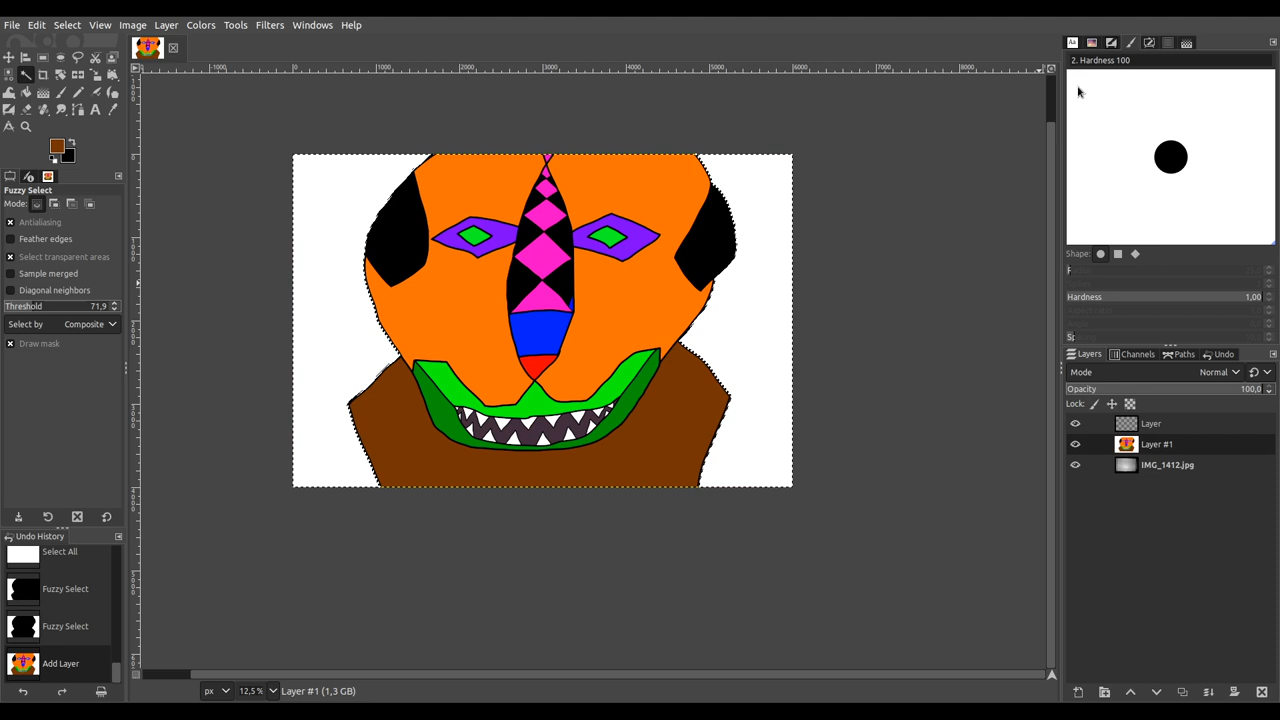 File Edit Select View Image Layer Colors Tools Filters Windows Help
2. Hardness 100
Fuzzy Select
Mode:
Antialiasing
Feather edges
Select transparent areas
Sample merged
Diagonal neighbors
Threshold 71,9
Select by Composite
Draw mask
Shape:
Hardness 1,00
Layers Channels Paths Undo
Mode Normal
Opacity 100,0
Lock:
Layer
Layer #1
IMG_1412.jpg
Undo History
Select All
Fuzzy Select
Fuzzy Select
Add Layer
px 12,5 % Layer #1 (1,3 GB)